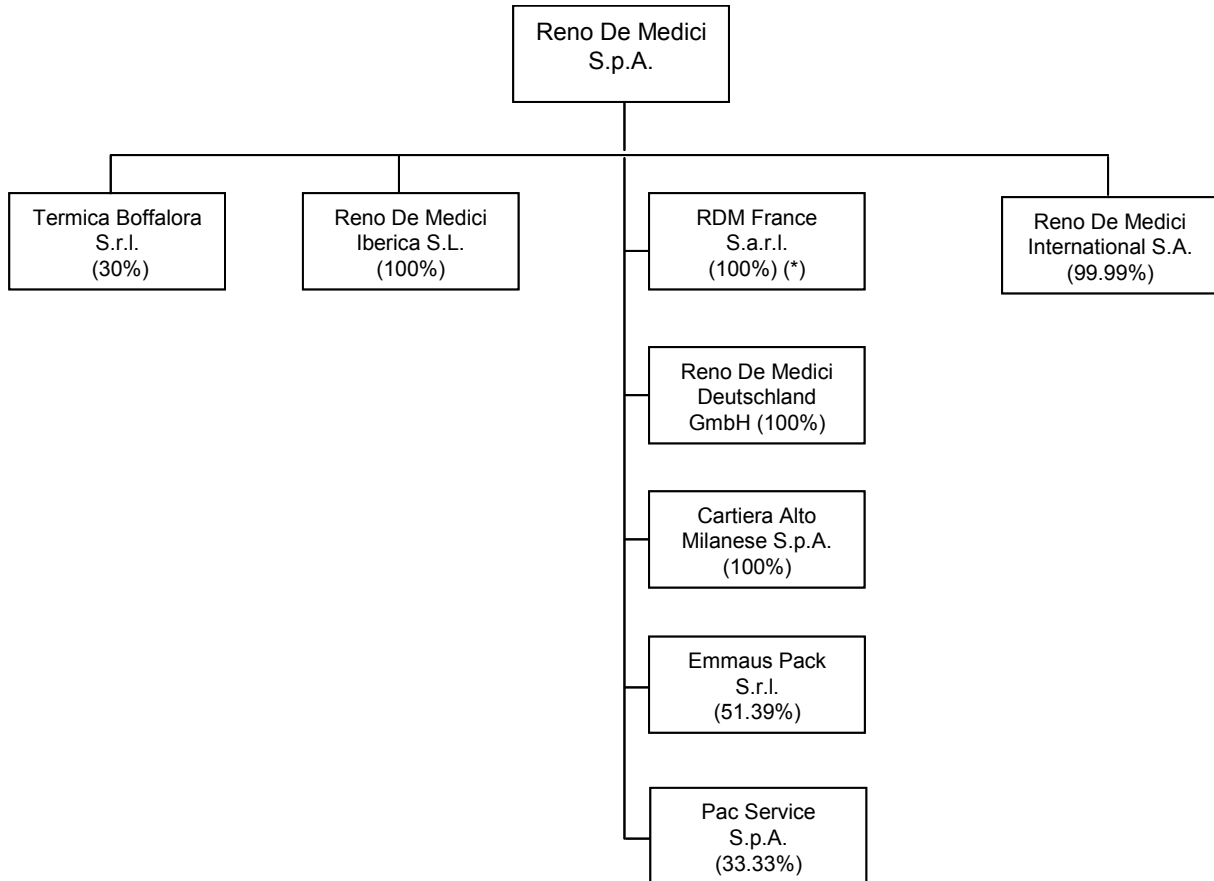 Reno De Medici
S.p.A.
Termica Boffalora
S.r.l.
(30%)
Reno De Medici
Iberica S.L.
(100%)
RDM France
S.a.r.l.
(100%) (*)
Reno De Medici
International S.A.
(99.99%)
Reno De Medici
Deutschland
GmbH (100%)
Cartiera Alto
Milanese S.p.A.
(100%)
Emmaus Pack
S.r.l.
(51.39%)
Pac Service
S.p.A.
(33.33%)